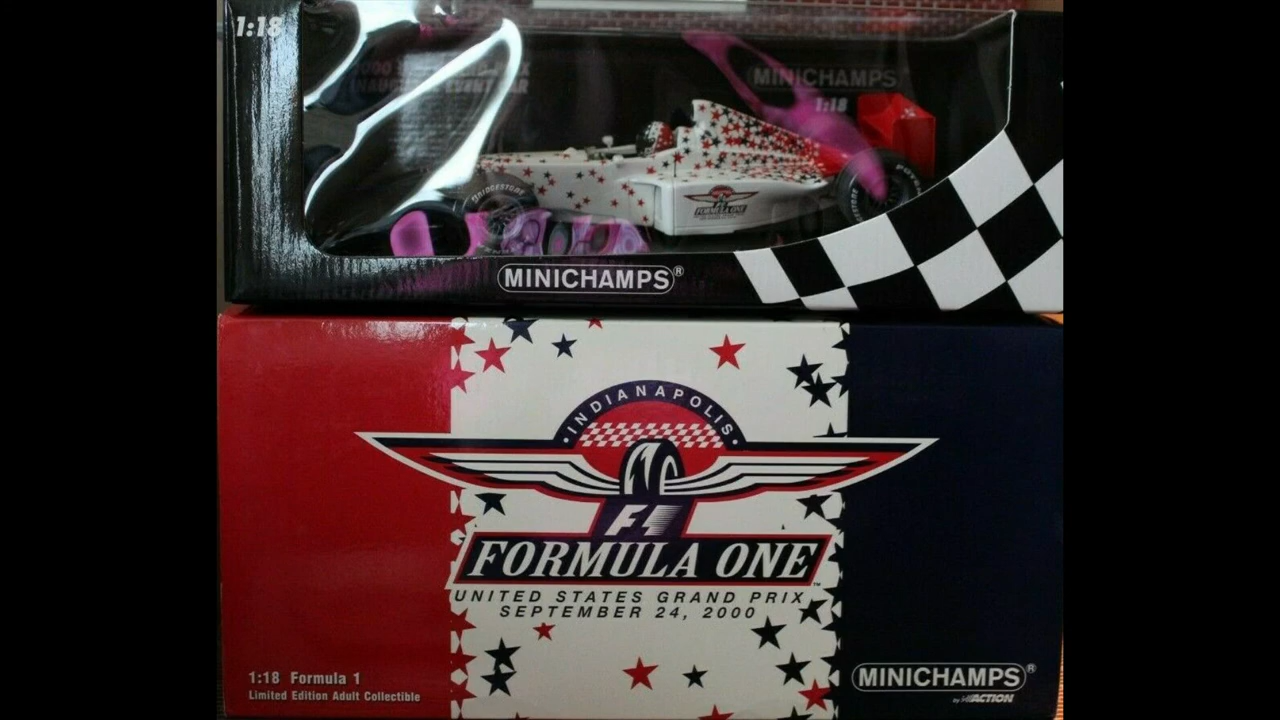 1:18
MINICHAMPS
1:18
BRIDGESTONE
FORMULA ONE
MINICHAMPS®
INDIANAPOLIS
F1
FORMULA ONE™
UNITED STATES GRAND PRIX
SEPTEMBER 24, 2000
1:18 Formula 1
Limited Edition Adult Collectible
MINICHAMPS®
by ACTION